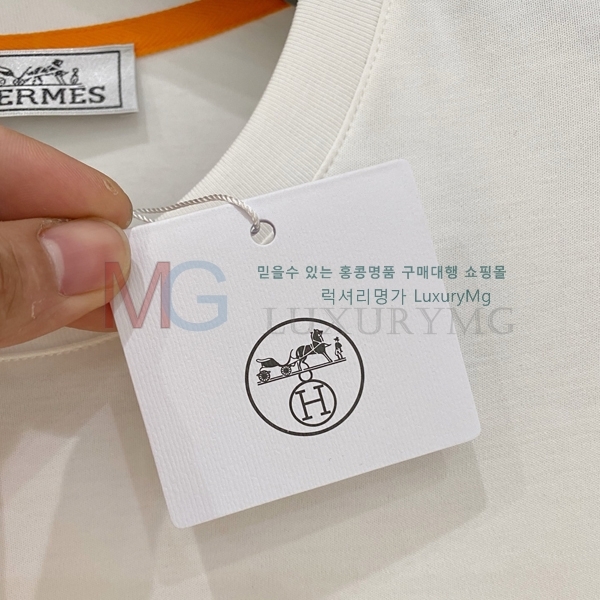 HERMES
MG
믿을수 있는 홍콩명품 구매대행 쇼핑몰
럭셔리명가 LuxuryMg
LUXURYMG
H